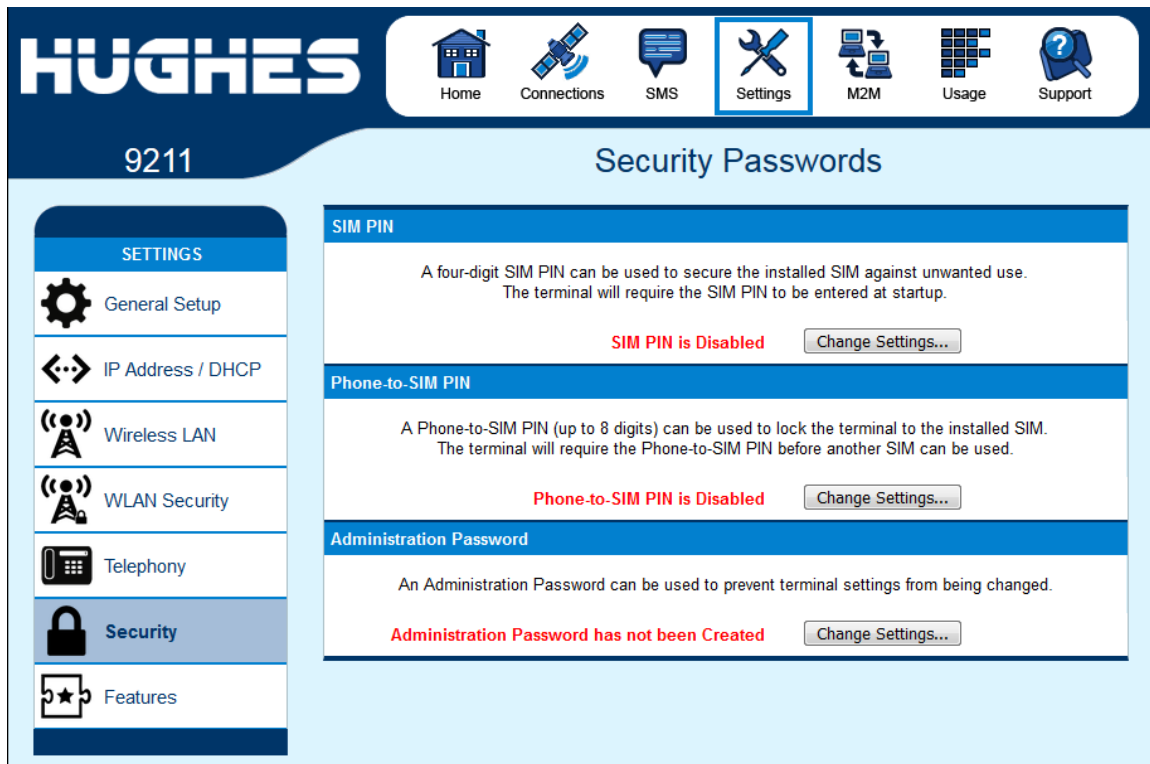 HUGHES
Home
Connections
SMS
Settings
M2M
Usage
Support
9211
Security Passwords
SETTINGS
General Setup
IP Address / DHCP
Wireless LAN
WLAN Security
Telephony
Security
Features
SIM PIN
A four-digit SIM PIN can be used to secure the installed SIM against unwanted use.
The terminal will require the SIM PIN to be entered at startup.
SIM PIN is Disabled
Change Settings...
Phone-to-SIM PIN
A Phone-to-SIM PIN (up to 8 digits) can be used to lock the terminal to the installed SIM.
The terminal will require the Phone-to-SIM PIN before another SIM can be used.
Phone-to-SIM PIN is Disabled
Change Settings...
Administration Password
An Administration Password can be used to prevent terminal settings from being changed.
Administration Password has not been Created
Change Settings...